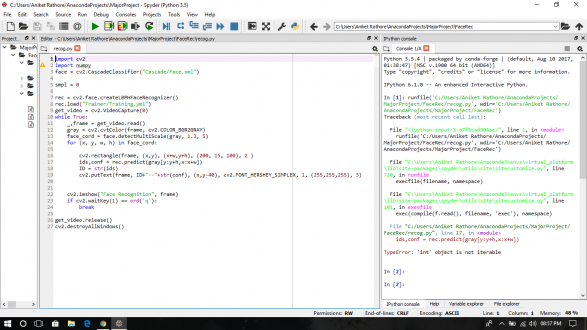 C:\Users\Aniket Rathore\AnacondaProjects\MajorProject - Spyder (Python 3.5)
File Edit Search Source Run Debug Consoles Projects Tools View Help
C:\Users\Aniket Rathore\AnacondaProjects\MajorProject\FaceRec
Editor - C:\Users\Aniket Rathore\AnacondaProjects\MajorProject\FaceRec\recog.py
recog.py
1 import cv2
2 import numpy
3 face = cv2.CascadeClassifier("Cascade/Face.xml")
4
5 smpl = 0
6
7 rec = cv2.face.createLBPHFaceRecognizer()
8 rec.load("Trainer/Training.yml")
9 get_video = cv2.VideoCapture(0)
10 while True:
11 _,frame = get_video.read()
12 gray = cv2.cvtColor(frame, cv2.COLOR_BGR2GRAY)
13 face_cord = face.detectMultiScale(gray, 1.3, 5)
14 for (x, y, w, h) in face_cord:
15
16 cv2.rectangle(frame, (x,y), (x+w,y+h), (200, 15, 100), 2 )
17 ids,conf = rec.predict(gray[y:y+h,x:x+w])
18 ID = str(ids)
19 cv2.putText(frame, ID+"--"+str(conf), (x,y-40), cv2.FONT_HERSHEY_SIMPLEX, 1, (255,255,255), 3)
20
21
22 cv2.imshow("Face Recognition", frame)
23 if cv2.waitKey(1) == ord('q'):
24 break
25
26 get_video.release()
27 cv2.destroyAllWindows()
IPython console
Console 1/A
Python 3.5.4 | packaged by conda-forge | (default, Aug 10 2017, 01:38:47) [MSC v.1900 64 bit (AMD64)]
Type "copyright", "credits" or "license" for more information.
IPython 6.1.0 -- An enhanced Interactive Python.
In [1]: runfile('C:/Users/Aniket Rathore/AnacondaProjects/
MajorProject/FaceRec/recog.py', wdir='C:/Users/Aniket Rathore/
AnacondaProjects/MajorProject/FaceRec')
Traceback (most recent call last):
line 1, in <module>
runfile('C:/Users/Aniket Rathore/AnacondaProjects/
MajorProject/FaceRec/recog.py', wdir='C:/Users/Aniket Rathore/
AnacondaProjects/MajorProject/FaceRec')
File "C:\Users\Aniket Rathore\Anaconda3\envs\virtual_platform
\lib\site-packages\spyder\utils\site\sitecustomize.py", line
710, in runfile
execfile(filename, namespace)
File "C:\Users\Aniket Rathore\Anaconda3\envs\virtual_platform
\lib\site-packages\spyder\utils\site\sitecustomize.py", line
101, in execfile
exec(compile(f.read(), filename, 'exec'), namespace)
File "C:/Users/Aniket Rathore/AnacondaProjects/MajorProject/
FaceRec/recog.py", line 17, in <module>
ids,conf = rec.predict(gray[y:y+h,x:x+w])
TypeError: 'int' object is not iterable
In [2]:
In [2]:
IPython console Help Variable explorer File explorer
Permissions: RW End-of-lines: CRLF Encoding: ASCII Line: 1 Column: 1 Memory: 48 %
08:57 PM